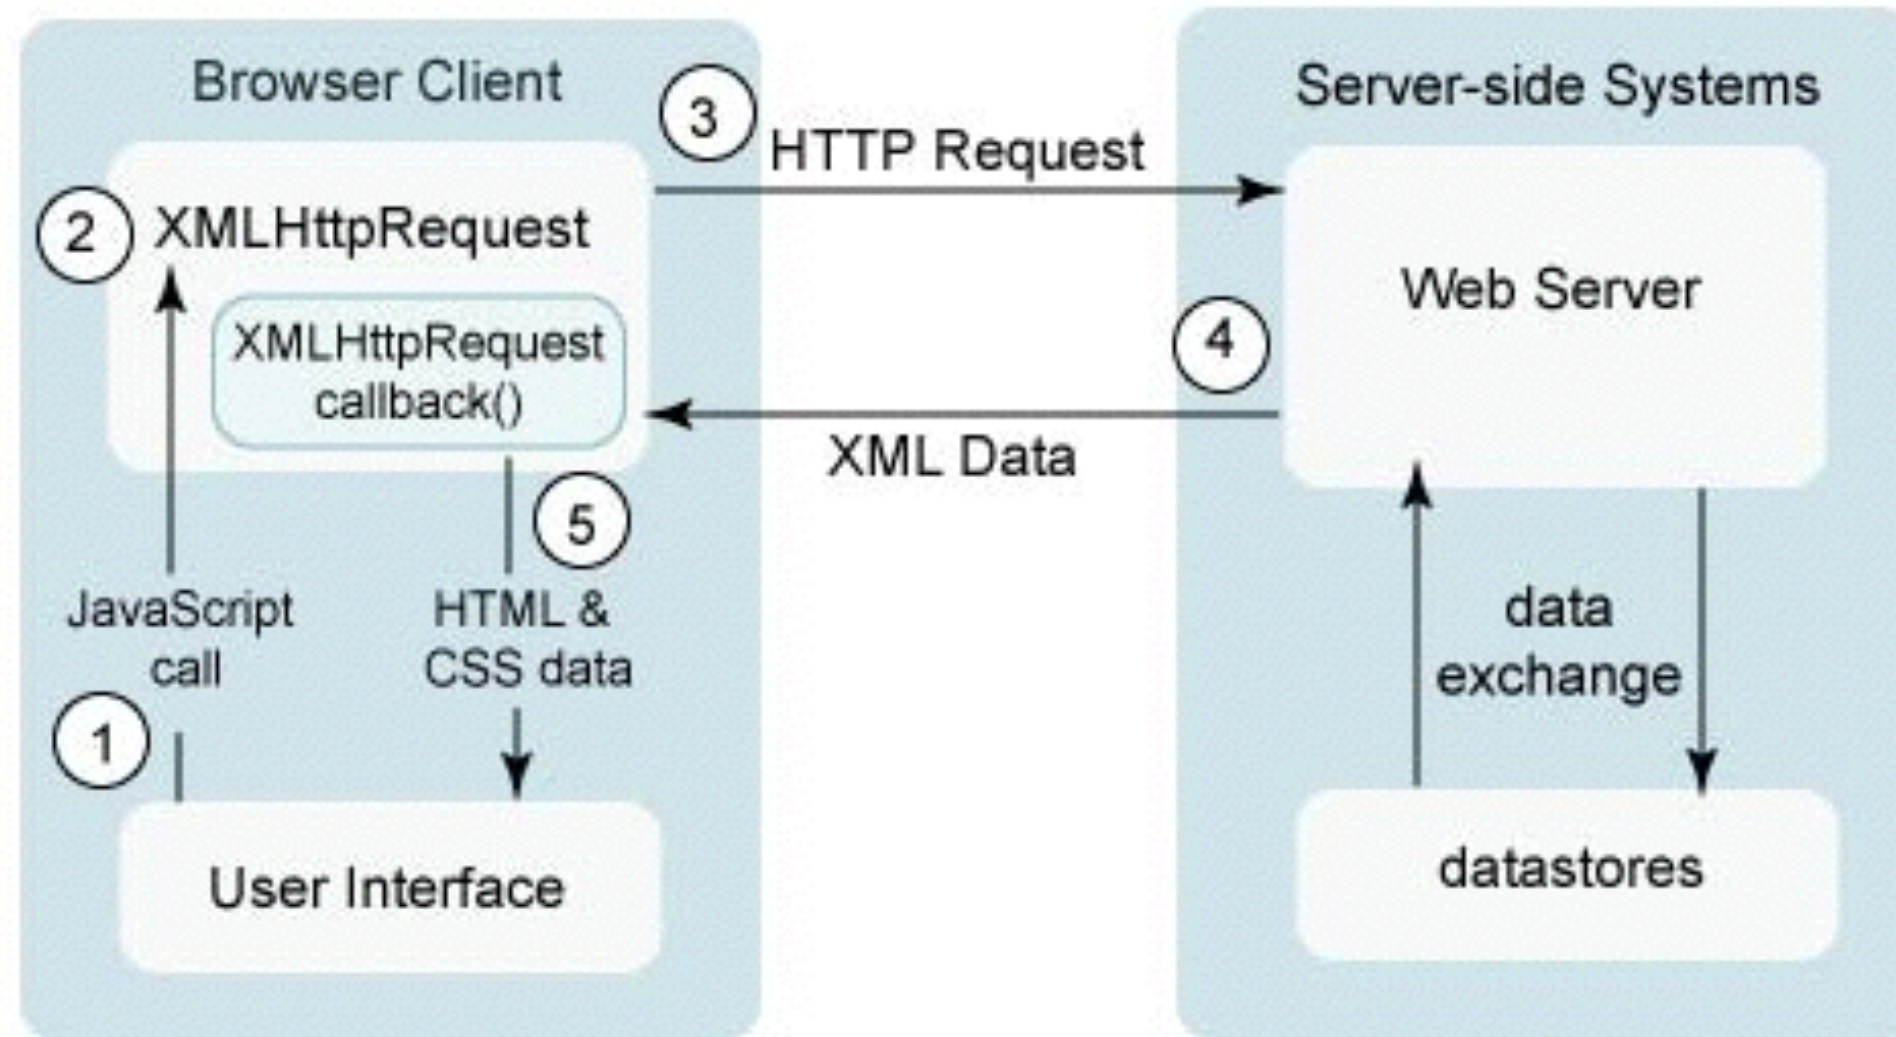 Browser Client
3
HTTP Request
2
XMLHttpRequest
XMLHttpRequest
callback()
5
JavaScript
call
HTML &
CSS data
1
User Interface
Server-side Systems
Web Server
4
XML Data
data
exchange
datastores